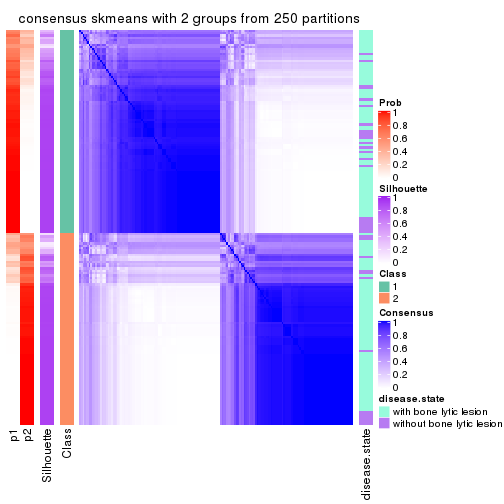 consensus skmeans with 2 groups from 250 partitions
Prob
1
0.8
0.6
0.4
0.2
0
Silhouette
1
0.8
0.6
0.4
0.2
0
Class
1
2
Consensus
1
0.8
0.6
0.4
0.2
0
disease.state
with bone lytic lesion
without bone lytic lesion
p1
p2
Silhouette
Class
disease.state